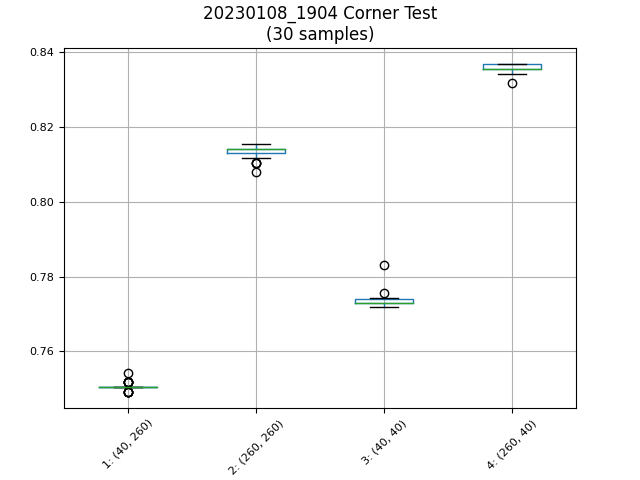 20230108_1904 Corner Test
(30 samples)
0.84
0.82
0.80
0.78
0.76
1: (40, 260)
2: (260, 260)
3: (40, 40)
4: (260, 40)